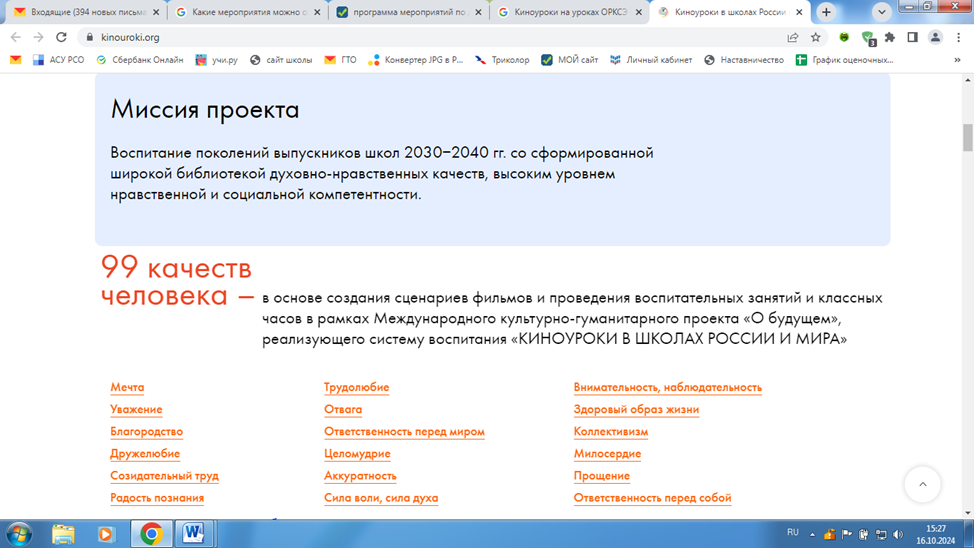 Входящие (394 новых письма
Какие мероприятия можно о
программа мероприятий по
Киноуроки на уроках ОРКСЭ
Киноуроки в школах России
kinouroki.org
3
АСУ РСО
Сбербанк Онлайн
учи.ру
сайт школы
ГТО
Конвертер JPG в P...
Триколор
МОЙ сайт
Личный кабинет
Наставничество
График оценочных...
»
Миссия проекта
Воспитание поколений выпускников школ 2030–2040 гг. со сформированной
широкой библиотекой духовно-нравственных качеств, высоким уровнем
нравственной и социальной компетентности.
99 качеств
человека –
в основе создания сценариев фильмов и проведения воспитательных занятий и классных
часов в рамках Международного культурно-гуманитарного проекта «О будущем»,
реализующего систему воспитания «КИНОУРОКИ В ШКОЛАХ РОССИИ И МИРА»
Мечта
Уважение
Благородство
Дружелюбие
Созидательный труд
Радость познания
Трудолюбие
Отвага
Ответственность перед миром
Целомудрие
Аккуратность
Сила воли, сила духа
Внимательность, наблюдательность
Здоровый образ жизни
Коллективизм
Милосердие
Прощение
Ответственность перед собой
RU
15:27
16.10.2024